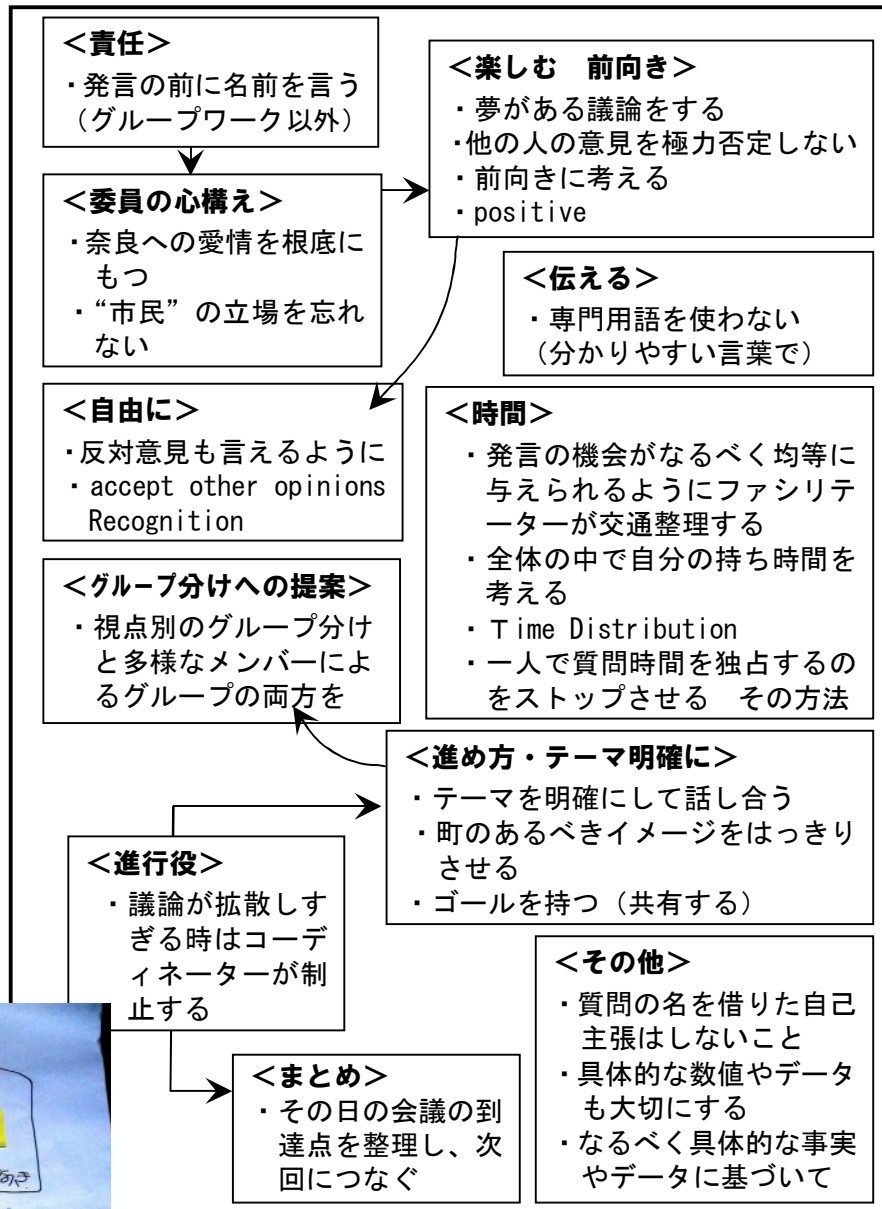 ＜責任＞
・発言の前に名前を言う
（グループワーク以外）
＜楽しむ　前向き＞
・夢がある議論をする
・他の人の意見を極力否定しない
・前向きに考える
・positive
＜委員の心構え＞
・奈良への愛情を根底に
もつ
・“市民”の立場を忘れ
ない
＜伝える＞
・専門用語を使わない
（分かりやすい言葉で）
＜自由に＞
・反対意見も言えるように
・accept other opinions
Recognition
＜時間＞
・発言の機会がなるべく均等に
与えられるようにファシリテ
ーターが交通整理する
・全体の中で自分の持ち時間を
考える
・Ｔime Distribution
・一人で質問時間を独占するの
をストップさせる　その方法
＜グループ分けへの提案＞
・視点別のグループ分け
と多様なメンバーによ
るグループの両方を
＜進め方・テーマ明確に＞
・テーマを明確にして話し合う
・町のあるべきイメージをはっきり
させる
・ゴールを持つ（共有する）
＜進行役＞
・議論が拡散しす
ぎる時はコーデ
ィネーターが制
止する
＜まとめ＞
・その日の会議の到
達点を整理し、次
回につなぐ
＜その他＞
・質問の名を借りた自己
主張はしないこと
・具体的な数値やデータ
も大切にする
・なるべく具体的な事実
やデータに基づいて